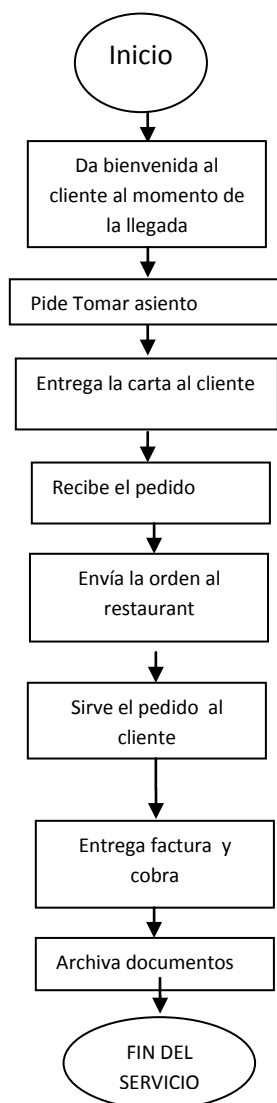 Inicio
Da bienvenida al
cliente al momento de
la llegada
Pide Tomar asiento
Entrega la carta al cliente
Recibe el pedido
Envía la orden al
restaurant
Sirve el pedido al
cliente
Entrega factura y
cobra
Archiva documentos
FIN DEL
SERVICIO